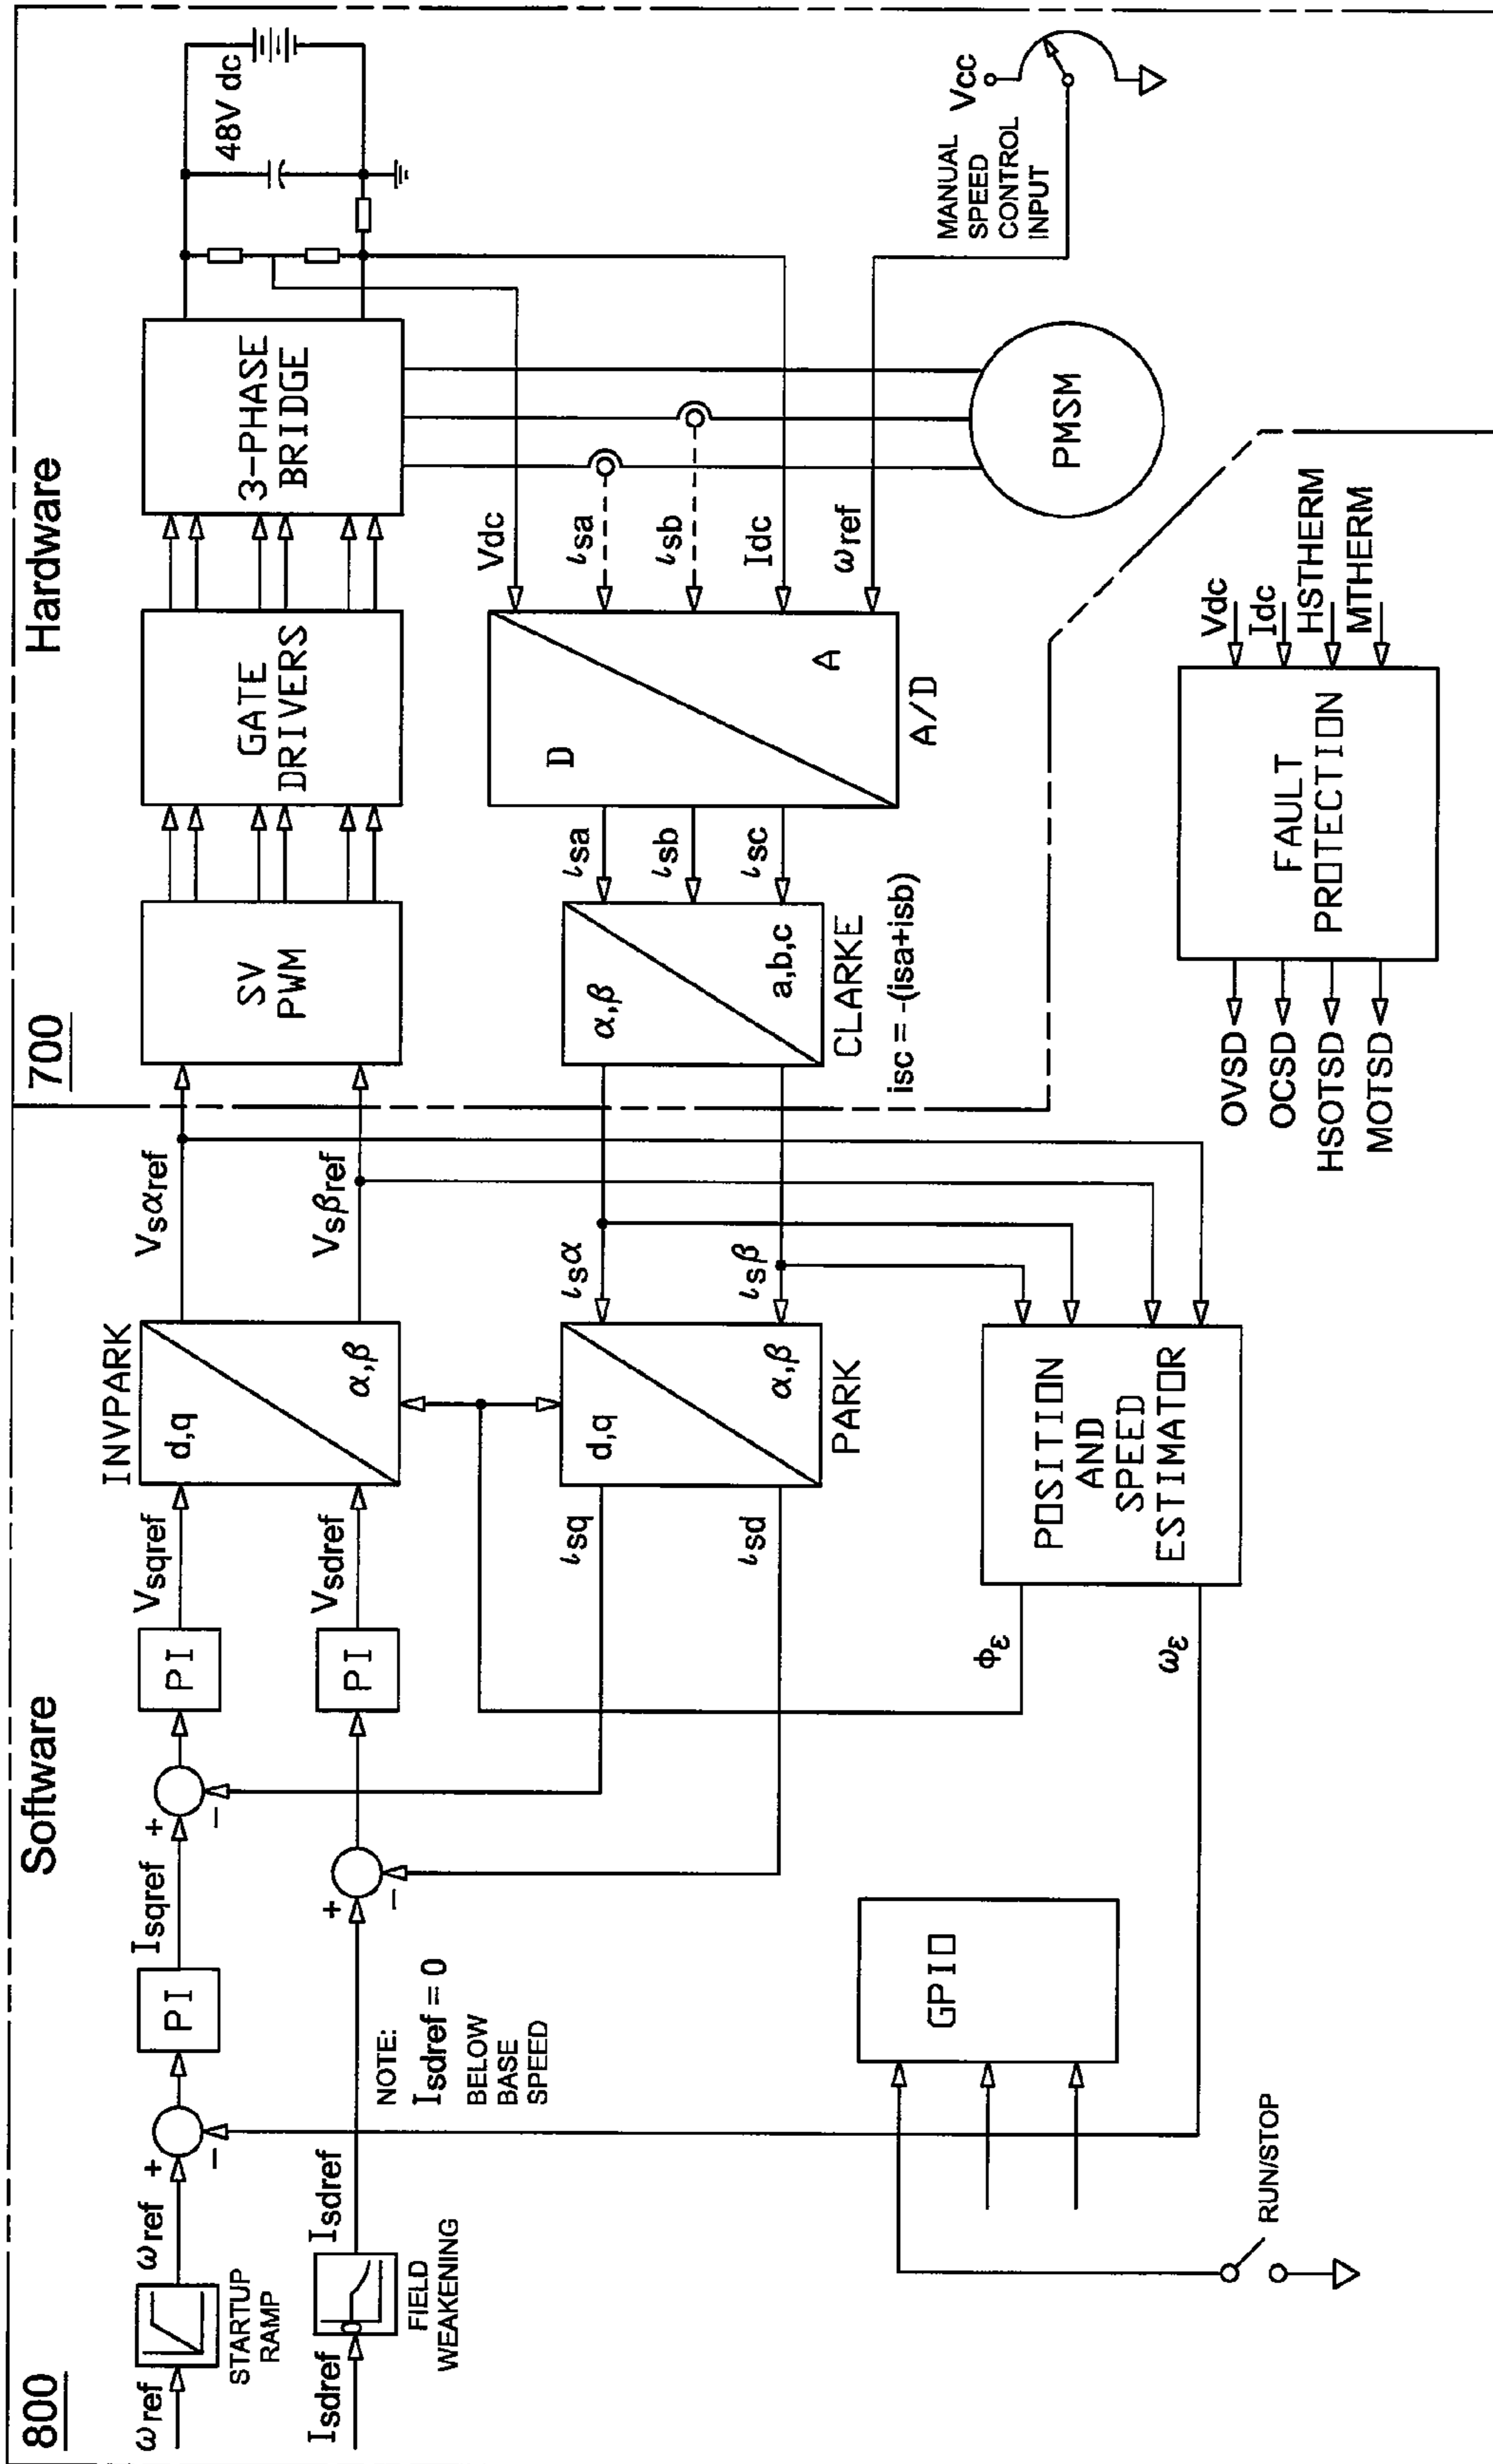 800
Software
700
Hardware
ωref
STARTUP
RAMP
ωref
+
−
PI
Isqref
+
−
PI
Vsqref
INVPARK
d,q
α,β
Vsαref
SV
PWM
GATE
DRIVERS
3-PHASE
BRIDGE
48V dc
Isdref
FIELD
WEAKENING
Isdref
NOTE:
Isdref = 0
BELOW
BASE
SPEED
+
−
PI
Vsdref
Vsβref
ιsq
ιsd
d,q
α,β
PARK
ιsα
ιsβ
α,β
a,b,c
CLARKE
isc = -(isa+isb)
ιsa
ιsb
ιsc
D
A
A/D
Vdc
ιsa
ιsb
Idc
ωref
MANUAL
SPEED
CONTROL
INPUT
Vcc
PMSM
GPIO
RUN/STOP
ϕε
ωε
POSITION
AND
SPEED
ESTIMATOR
OVSD
OCSD
HSOTSD
MOTSD
FAULT
PROTECTION
Vdc
Idc
HSTHERM
MTHERM